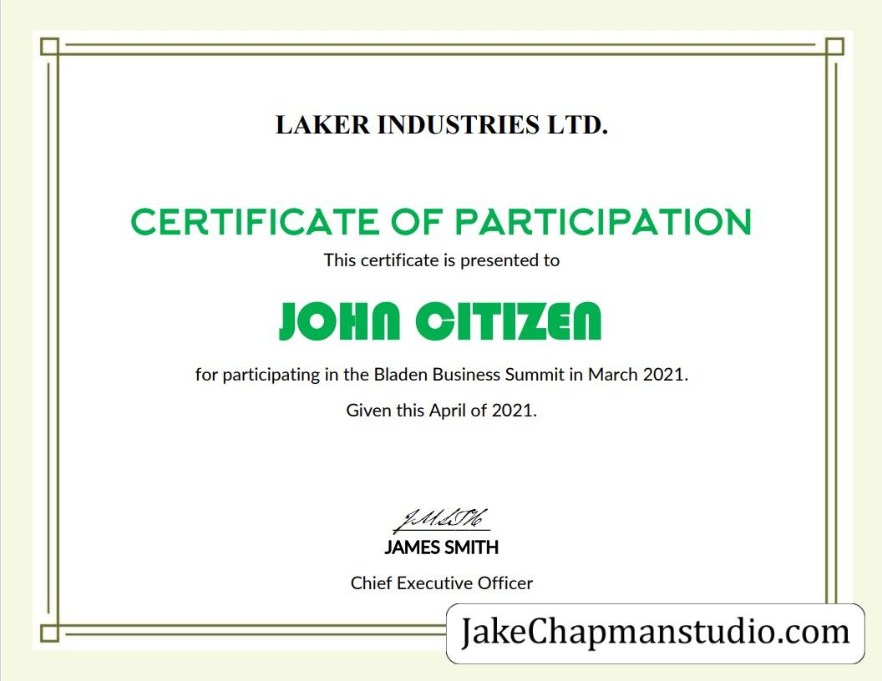 LAKER INDUSTRIES LTD.
CERTIFICATE OF PARTICIPATION
This certificate is presented to
JOHN CITIZEN
for participating in the Bladen Business Summit in March 2021.
Given this April of 2021.
JAMES SMITH
Chief Executive Officer
JakeChapmanstudio.com